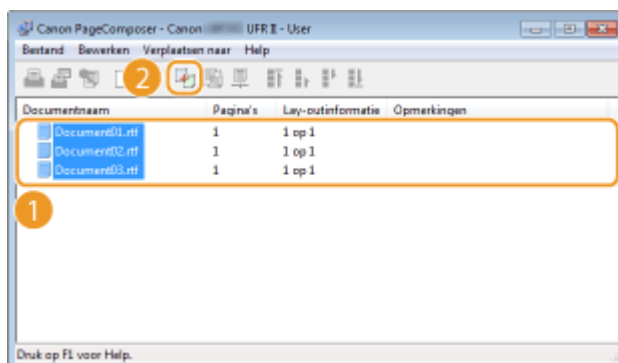 Canon PageComposer - Canon UFR II - User
Bestand Bewerken Verplaatsen naar Help
2
Documentnaam Pagina's Lay-outinformatie Opmerkingen
Document01.rtf 1 1 op 1
Document02.rtf 1 1 op 1
Document03.rtf 1 1 op 1
1
Druk op F1 voor Help.